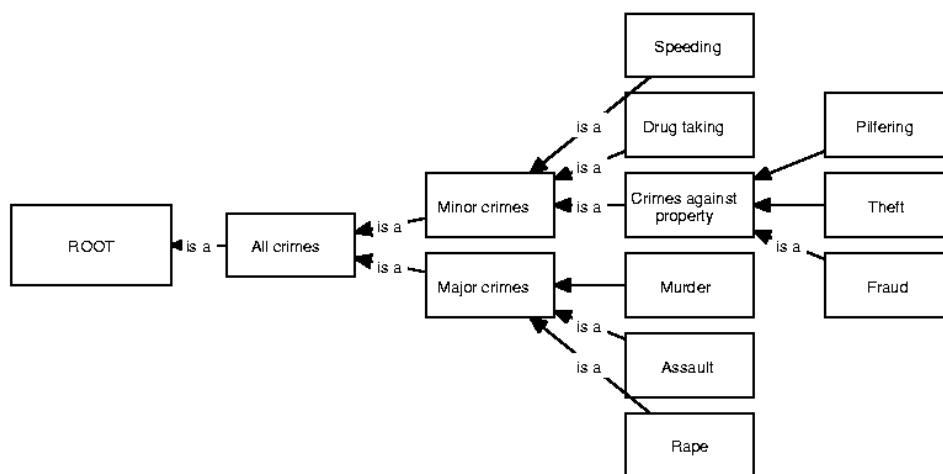 Speeding
is a
Drug taking
Pilfering
is a
Minor crimes
is a
Crimes against
property
Theft
ROOT
is a
All crimes
is a
is a
is a
Major crimes
Murder
Fraud
is a
Assault
is a
Rape